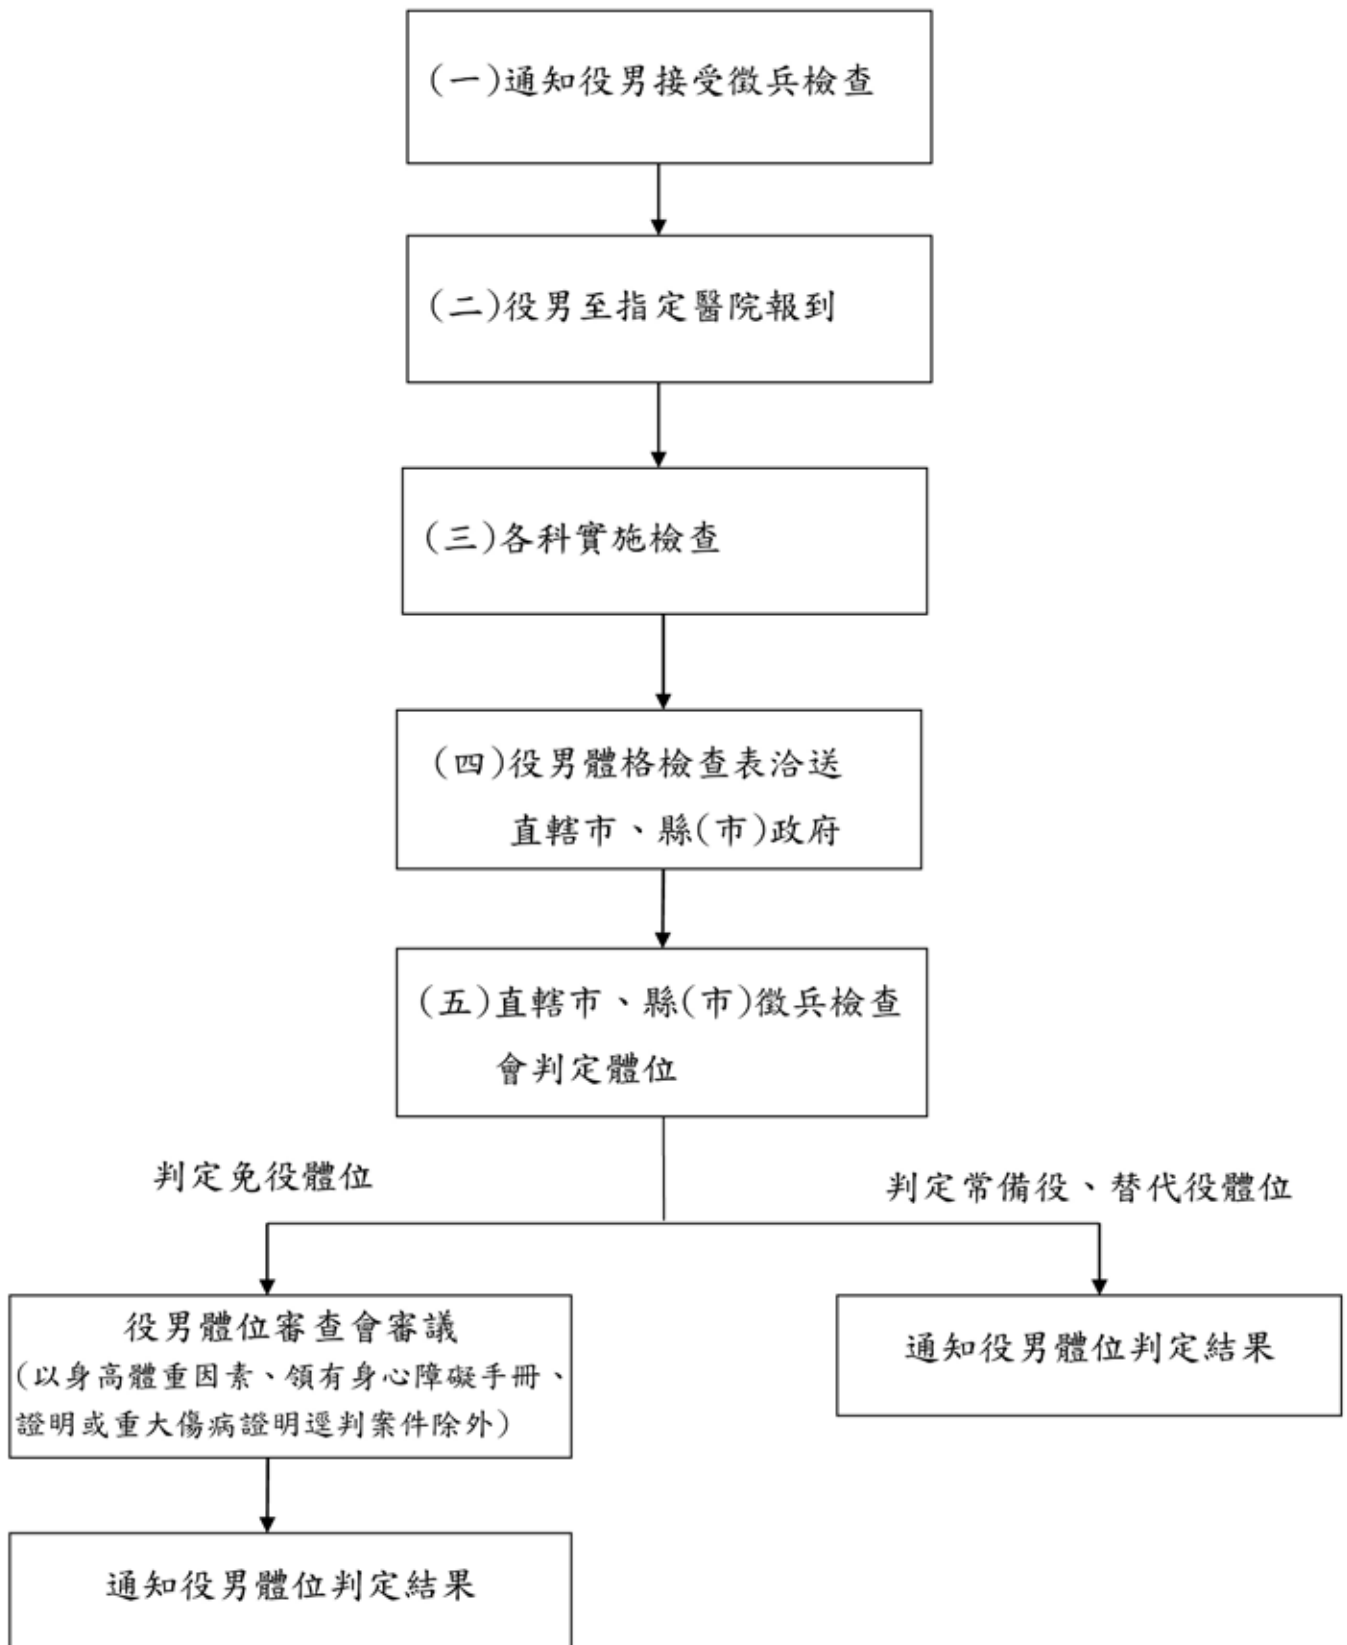 (一)通知役男接受徵兵檢查
(二)役男至指定醫院報到
(三)各科實施檢查
(四)役男體格檢查表洽送
直轄市、縣(市)政府
(五)直轄市、縣(市)徵兵檢查
會判定體位
判定免役體位
判定常備役、替代役體位
役男體位審查會審議
(以身高體重因素、領有身心障礙手冊、
證明或重大傷病證明逕判案件除外)
通知役男體位判定結果
通知役男體位判定結果